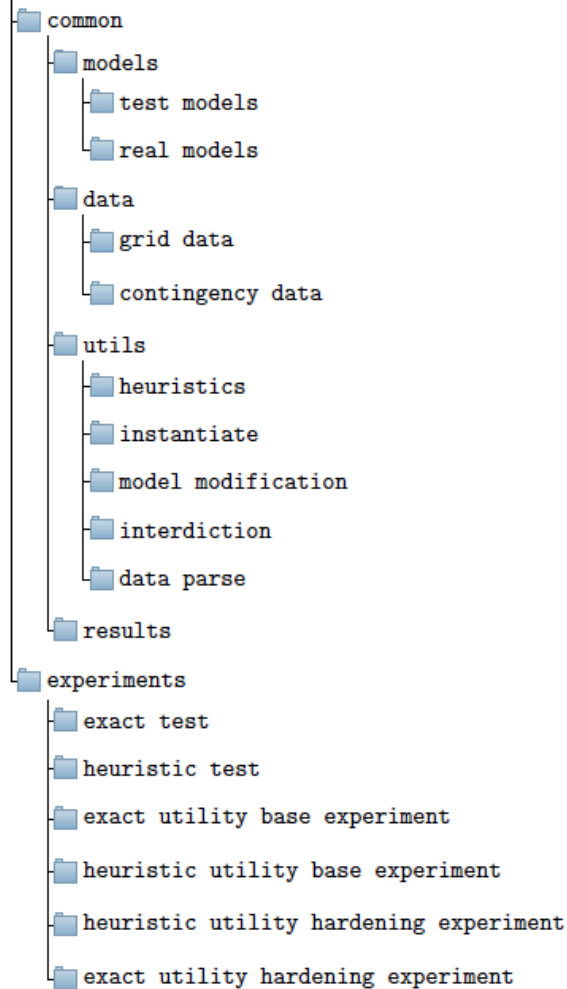 common
models
test models
real models
data
grid data
contingency data
utils
heuristics
instantiate
model modification
interdiction
data parse
results
experiments
exact test
heuristic test
exact utility base experiment
heuristic utility base experiment
heuristic utility hardening experiment
exact utility hardening experiment